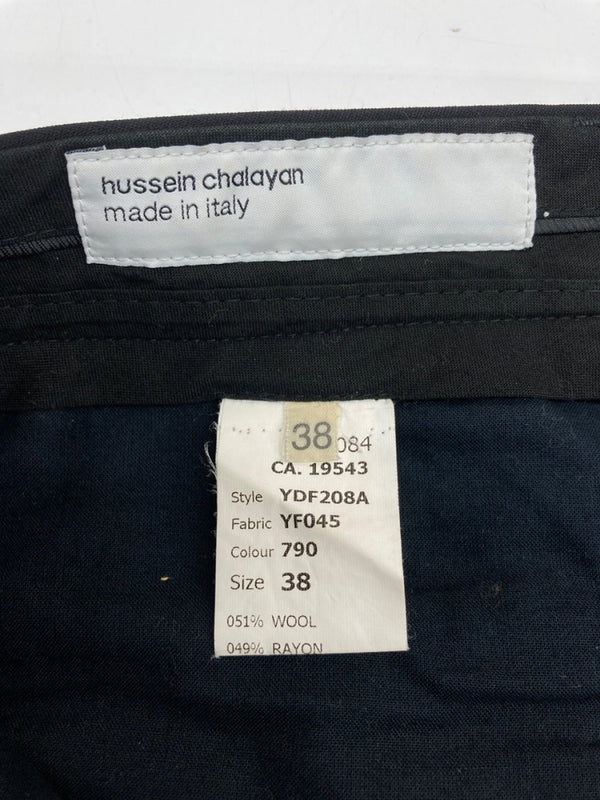 hussein chalayan
made in italy
38 084
CA. 19543
Style YDF208A
Fabric YF045
Colour 790
Size 38
051% WOOL
049% RAYON